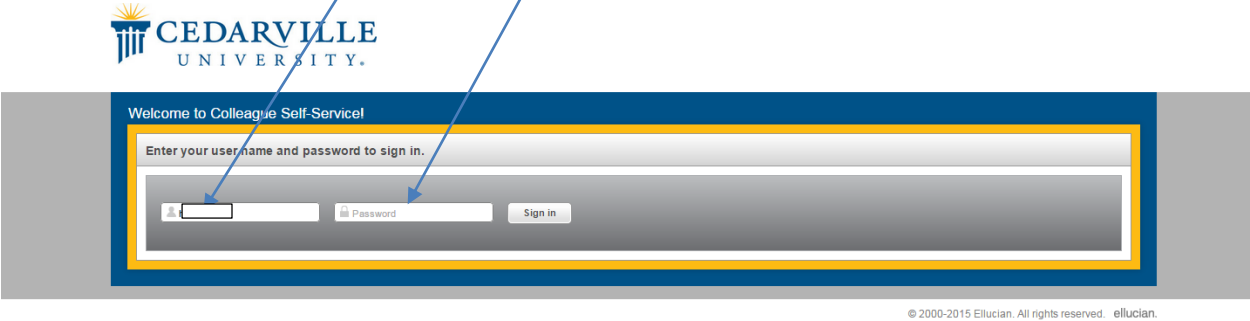 CEDARVILLE
UNIVERSITY.
Welcome to Colleague Self-Service!
Enter your user name and password to sign in.
Password
Sign in
© 2000-2015 Ellucian. All rights reserved. ellucian.